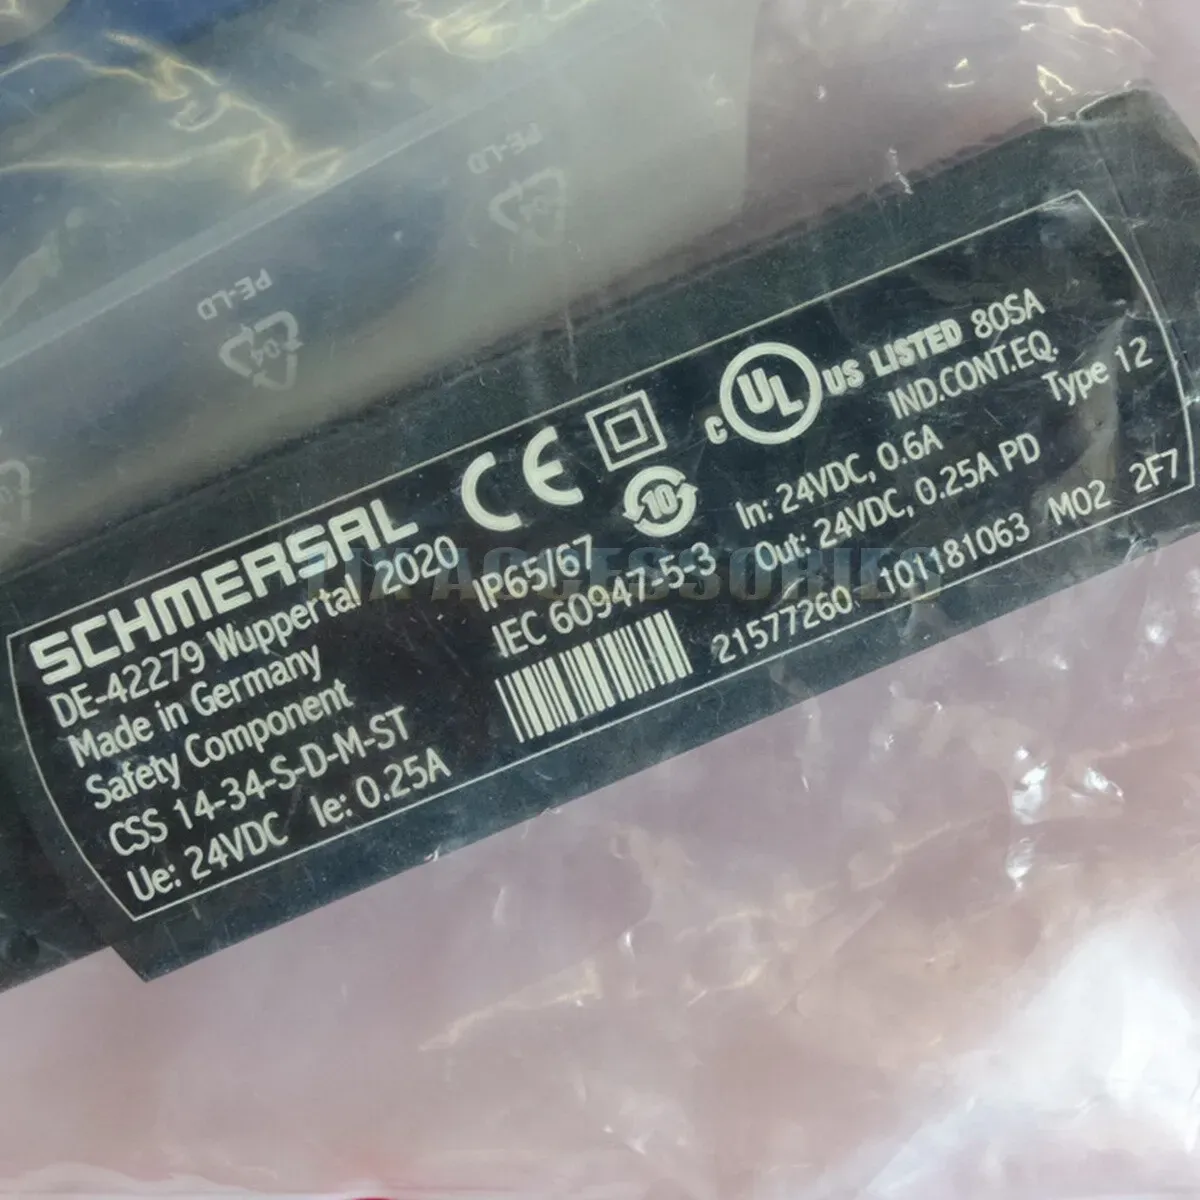 PE-LD
04
PE-LD
04
SCHMERSAL
DE-42279 Wuppertal 2020
Made in Germany
Safety Component
CSS 14-34-S-D-M-ST
Ue: 24VDC Ie: 0.25A
CE
IP65/67
10
IEC 60947-5-3
c UL US LISTED 80SA
IND.CONT.EQ.
Type 12
In: 24VDC, 0.6A
Out: 24VDC, 0.25A PD
21577260 101181063 M02 2F7